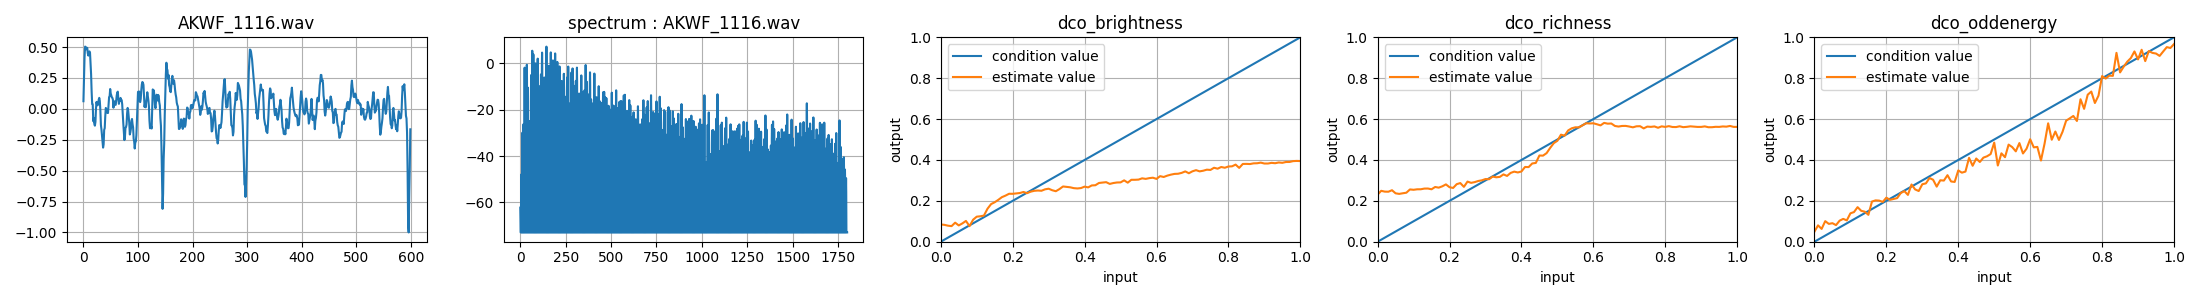 AKWF_1116.wav
0.50
0.25
0.00
−0.25
−0.50
−0.75
−1.00
0 100 200 300 400 500 600
spectrum : AKWF_1116.wav
0
−20
−40
−60
0 250 500 750 1000 1250 1500 1750
dco_brightness
condition value
estimate value
output
1.0
0.8
0.6
0.4
0.2
0.0
0.0 0.2 0.4 0.6 0.8 1.0
input
dco_richness
condition value
estimate value
output
1.0
0.8
0.6
0.4
0.2
0.0
0.0 0.2 0.4 0.6 0.8 1.0
input
dco_oddenergy
condition value
estimate value
output
1.0
0.8
0.6
0.4
0.2
0.0
0.0 0.2 0.4 0.6 0.8 1.0
input